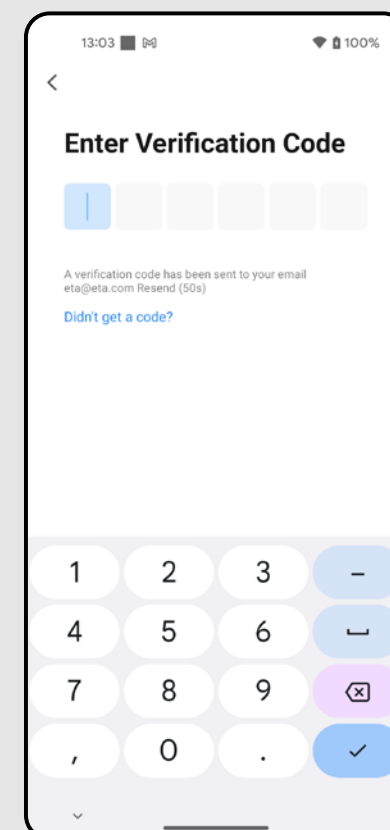 13:03 100%
Enter Verification Code
A verification code has been sent to your email
eta@eta.com Resend (50s)
Didn't get a code?
1 2 3 –
4 5 6
7 8 9
, 0 .